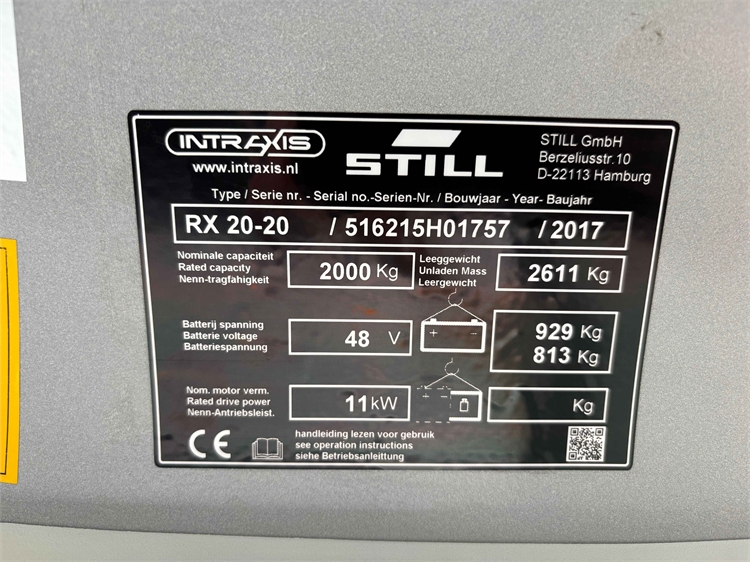 INTRAXIS
www.intraxis.nl
STILL
STILL GmbH
Berzeliusstr.10
D-22113 Hamburg
Type / Serie nr. - Serial no.-Serien-Nr. / Bouwjaar - Year- Baujahr
RX 20-20 / 516215H01757 / 2017
Nominale capaciteit
Rated capacity
Nenn-tragfähigkeit
2000 Kg
Leeggewicht
Unladen Mass
Leergewicht
2611 Kg
Batterij spanning
Batterie voltage
Batteriespannung
48 V
- +
929 Kg
813 Kg
Nom. motor verm.
Rated drive power
Nenn-Antriebsleist.
11 kW
Kg
CE
handleiding lezen voor gebruik
see operation instructions
siehe Betriebsanleittung